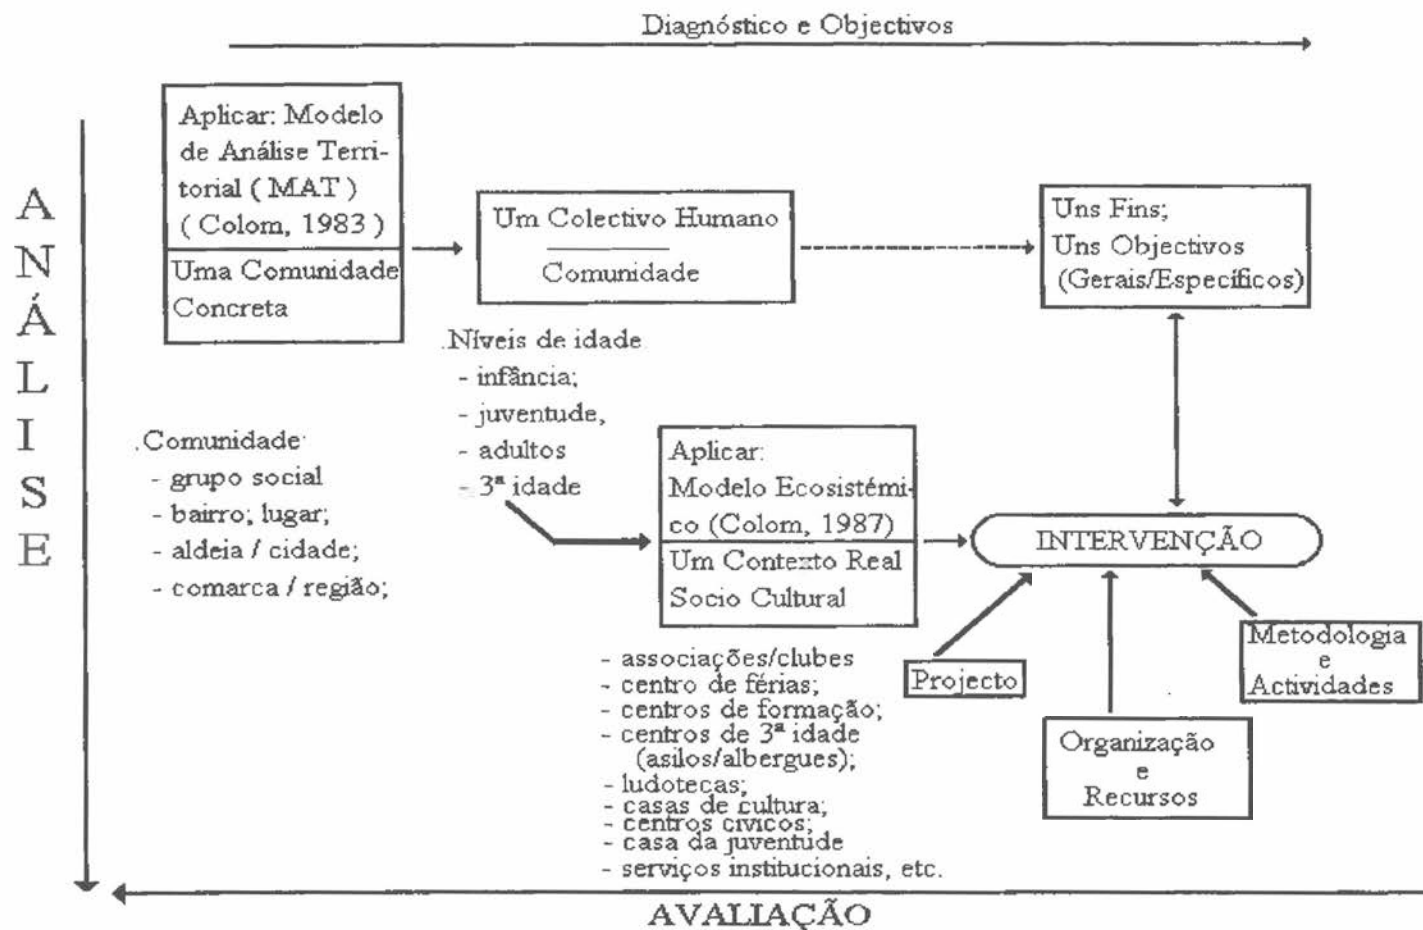 Diagnóstico e Objectivos
ANÁLISE
Aplicar: Modelo
de Análise Terri-
torial ( MAT )
( Colom, 1983 )
Uma Comunidade
Concreta
Um Colectivo Humano
Comunidade
Uns Fins;
Uns Objectivos
(Gerais/Específicos)
.Níveis de idade
- infância;
- juventude,
- adultos
- 3ª idade
.Comunidade
- grupo social
- bairro; lugar;
- aldeia / cidade;
- comarca / região;
Aplicar:
Modelo Ecosistémi-
co (Colom, 1987)
Um Contexto Real
Socio Cultural
INTERVENÇÃO
- associações/clubes
- centro de férias;
- centros de formação;
- centros de 3ª idade
(asilos/albergues);
- ludotecas;
- casas de cultura;
- centros cívicos;
- casa da juventude
- serviços institucionais, etc.
Projecto
Organização
e
Recursos
Metodologia
e
Actividades
AVALIAÇÃO